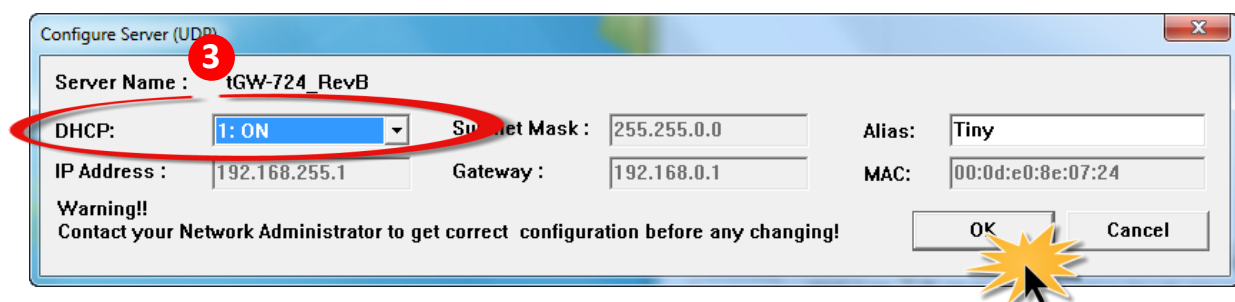 Configure Server (UDP)
3
Server Name : tGW-724_RevB
DHCP: 1: ON Subnet Mask : 255.255.0.0 Alias: Tiny
IP Address : 192.168.255.1 Gateway : 192.168.0.1 MAC: 00:0d:e0:8e:07:24
Warning!!
Contact your Network Administrator to get correct configuration before any changing!
OK Cancel